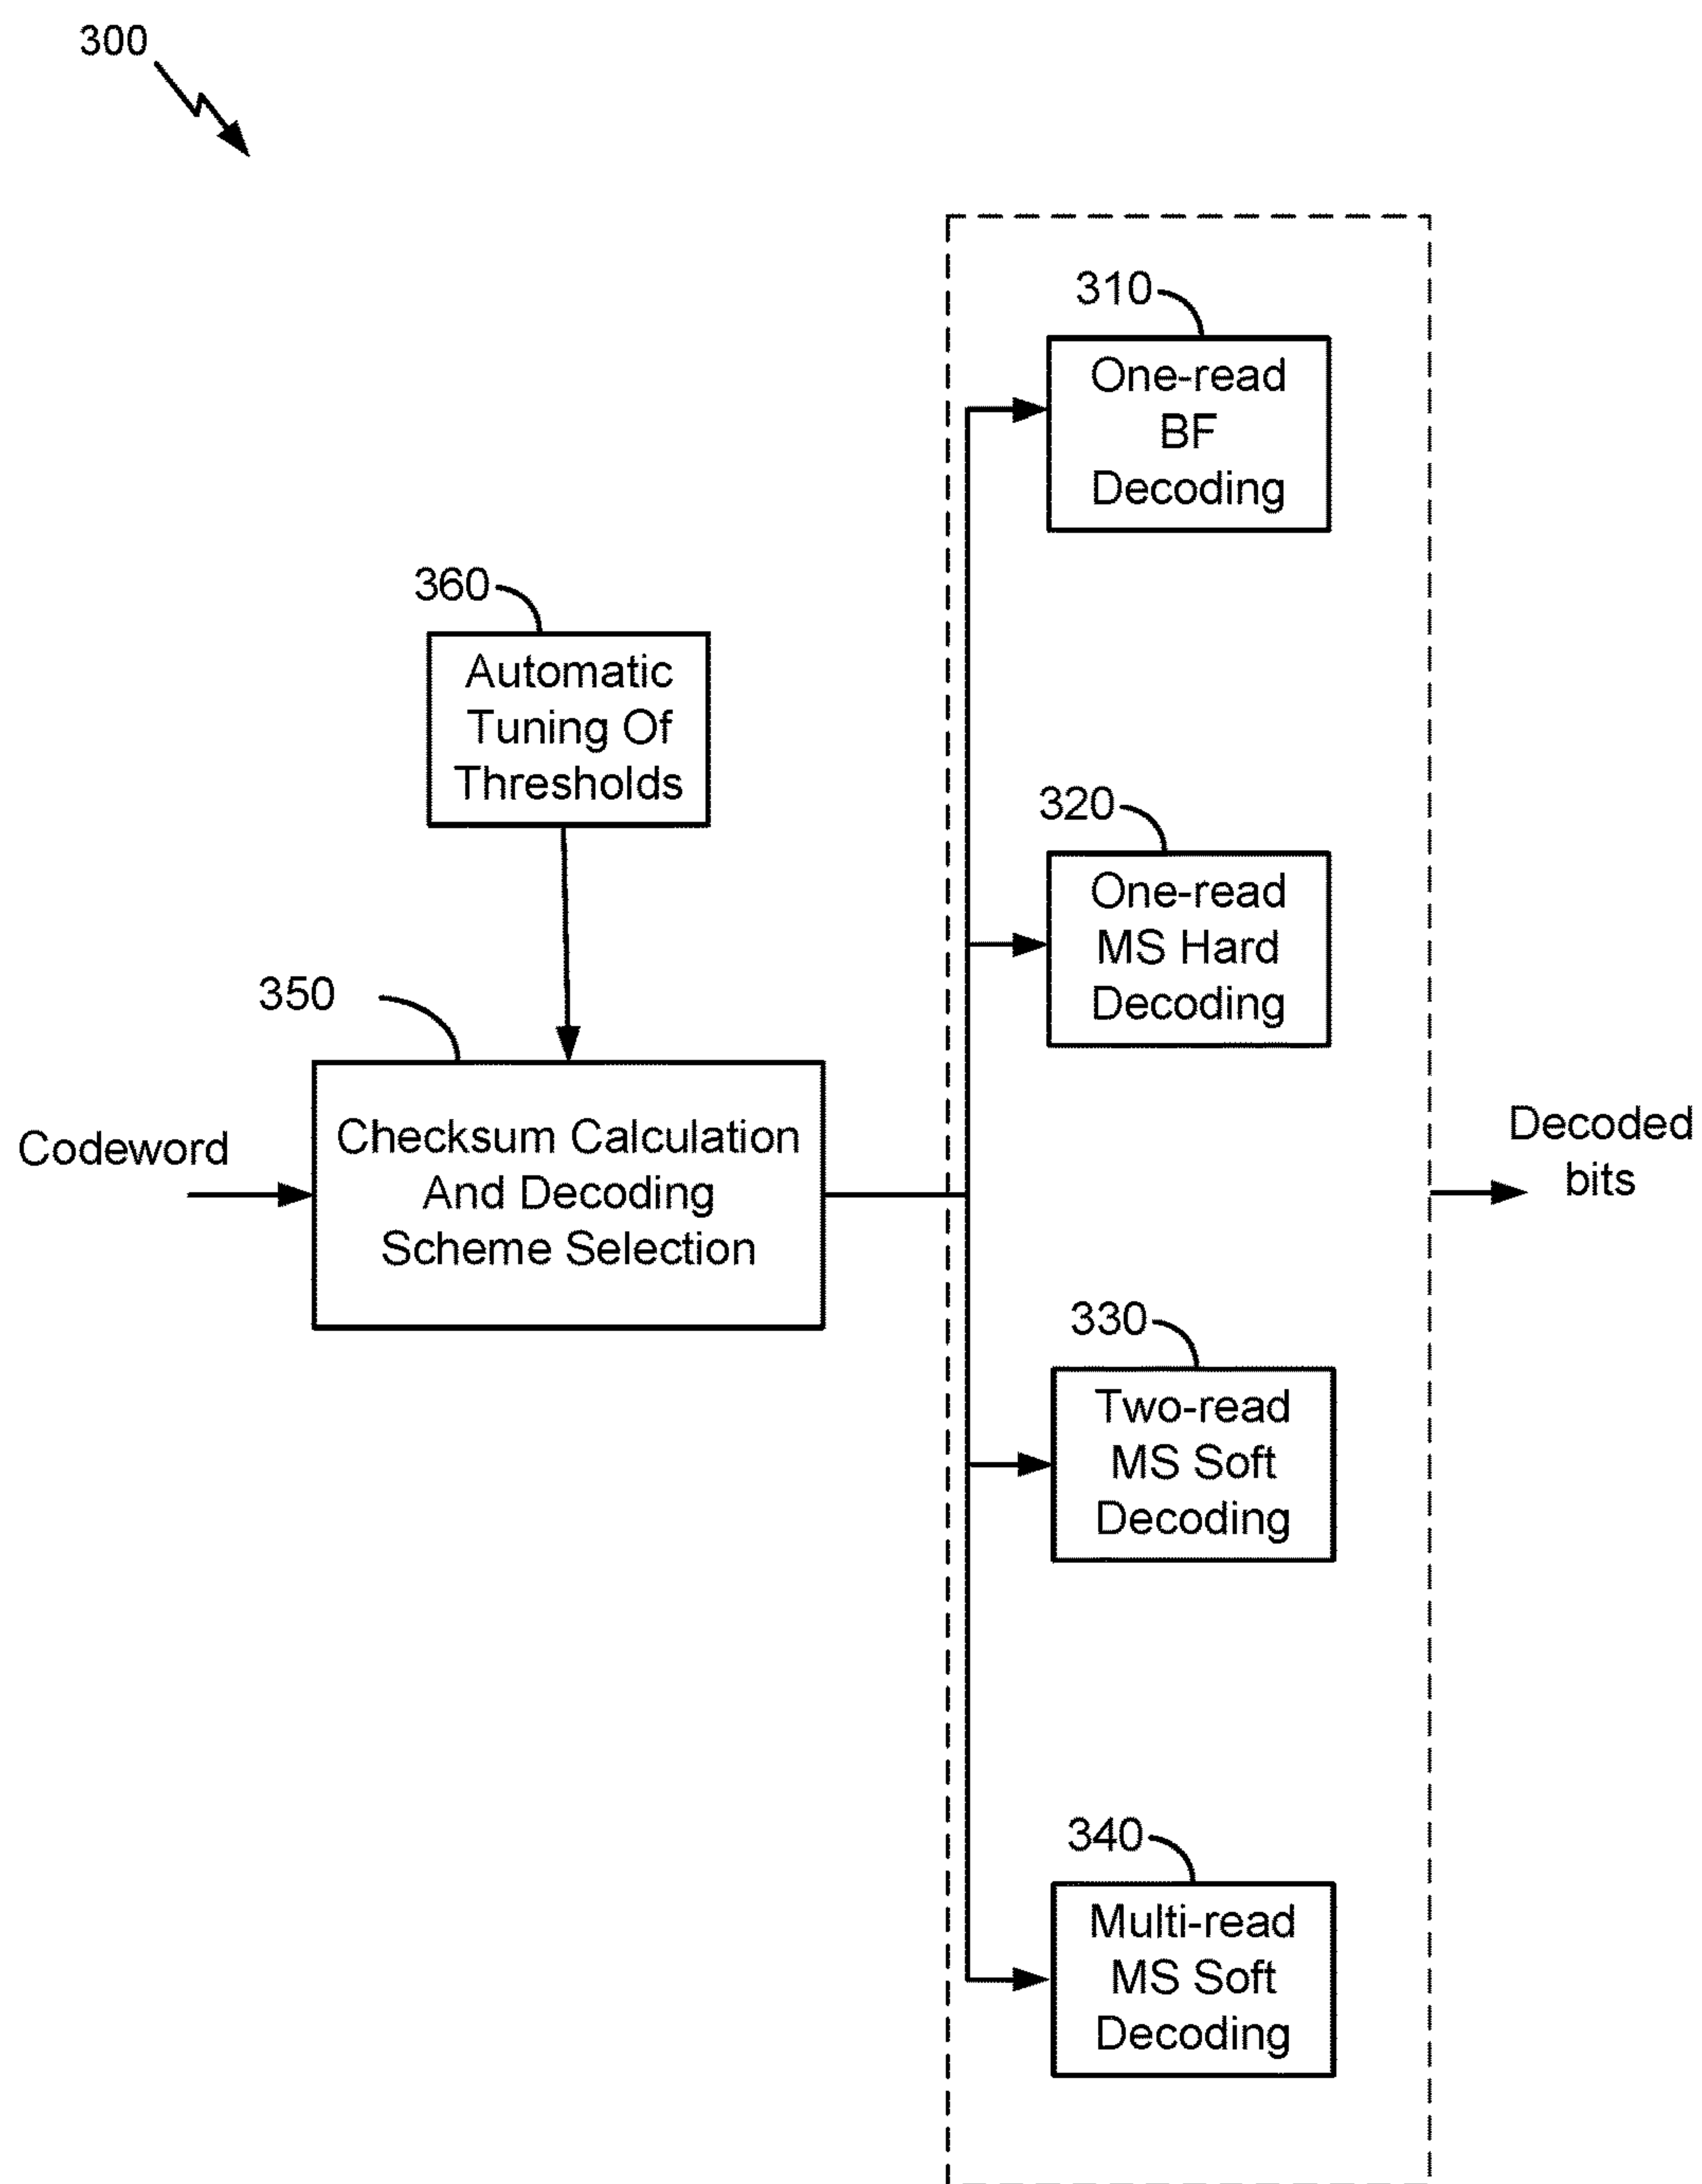 300
310
One-read
BF
Decoding
360
Automatic
Tuning Of
Thresholds
320
One-read
MS Hard
Decoding
350
Checksum Calculation
And Decoding
Scheme Selection
Codeword
Decoded
bits
330
Two-read
MS Soft
Decoding
340
Multi-read
MS Soft
Decoding